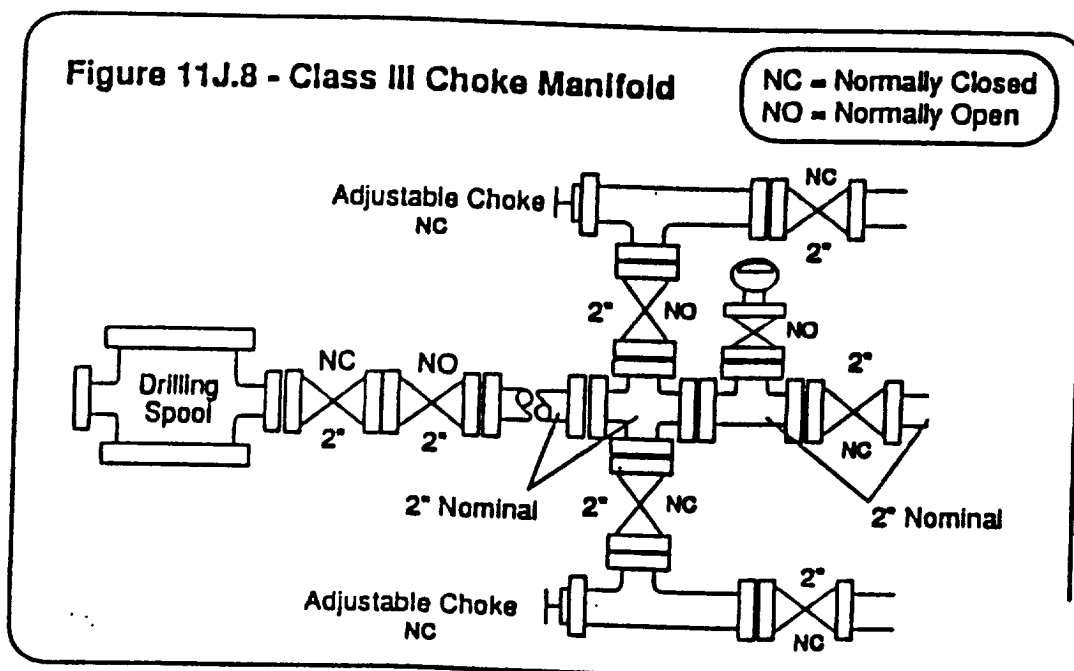 Figure 11J.8 - Class III Choke Manifold
NC = Normally Closed
NO = Normally Open
Adjustable Choke
NC
NC
2"
2"
NO
NO
Drilling
Spool
NC
NO
2"
2"
2"
NC
2" Nominal
2"
NC
2" Nominal
Adjustable Choke
NC
2"
NC